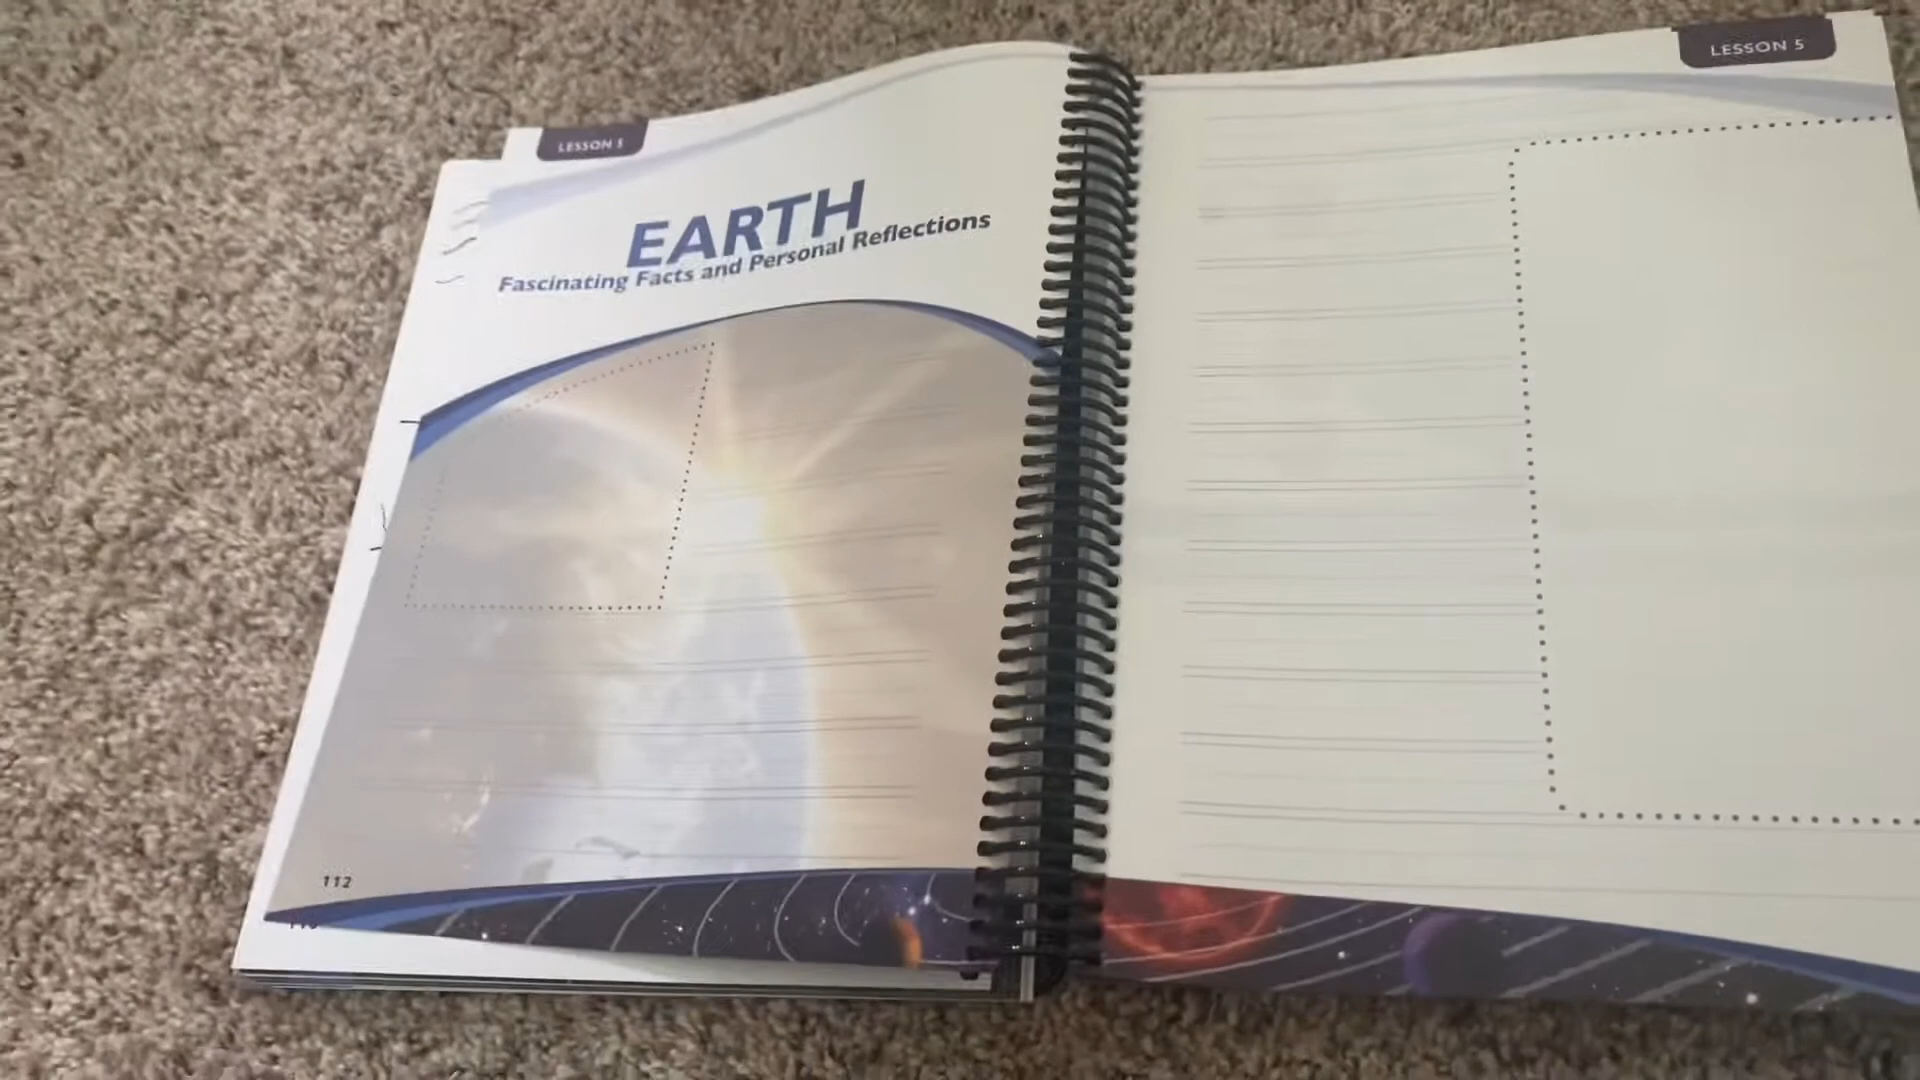 LESSON 5
EARTH
Fascinating Facts and Personal Reflections
112
LESSON 5